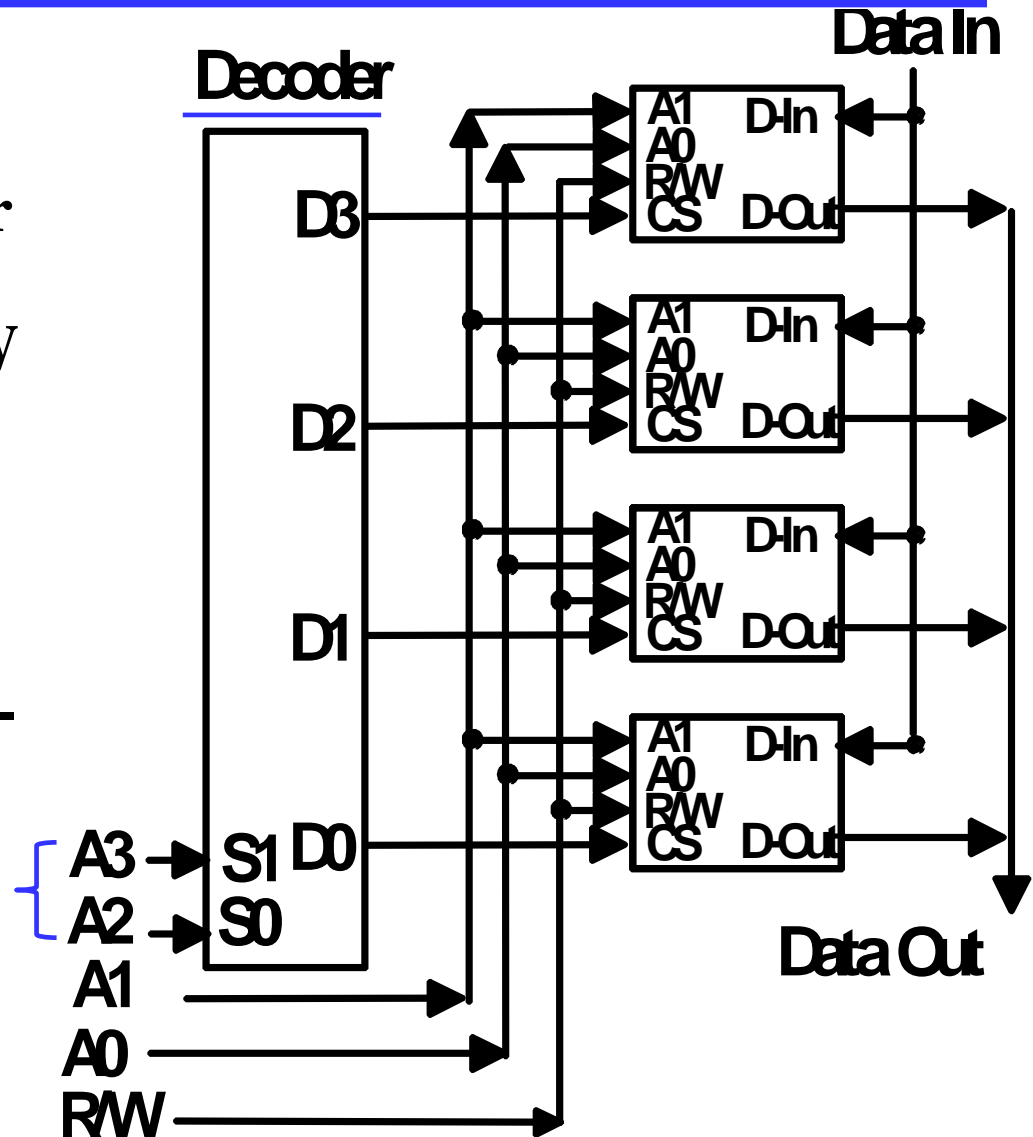 Data In
Decoder
r
y
D3
D2
D1
D0
A1
A0
R/W
CS
D-In
D-Out
A1
A0
R/W
CS
D-In
D-Out
A1
A0
R/W
CS
D-In
D-Out
A1
A0
R/W
CS
D-In
D-Out
A3
S1
A2
S0
A1
A0
R/W
Data Out